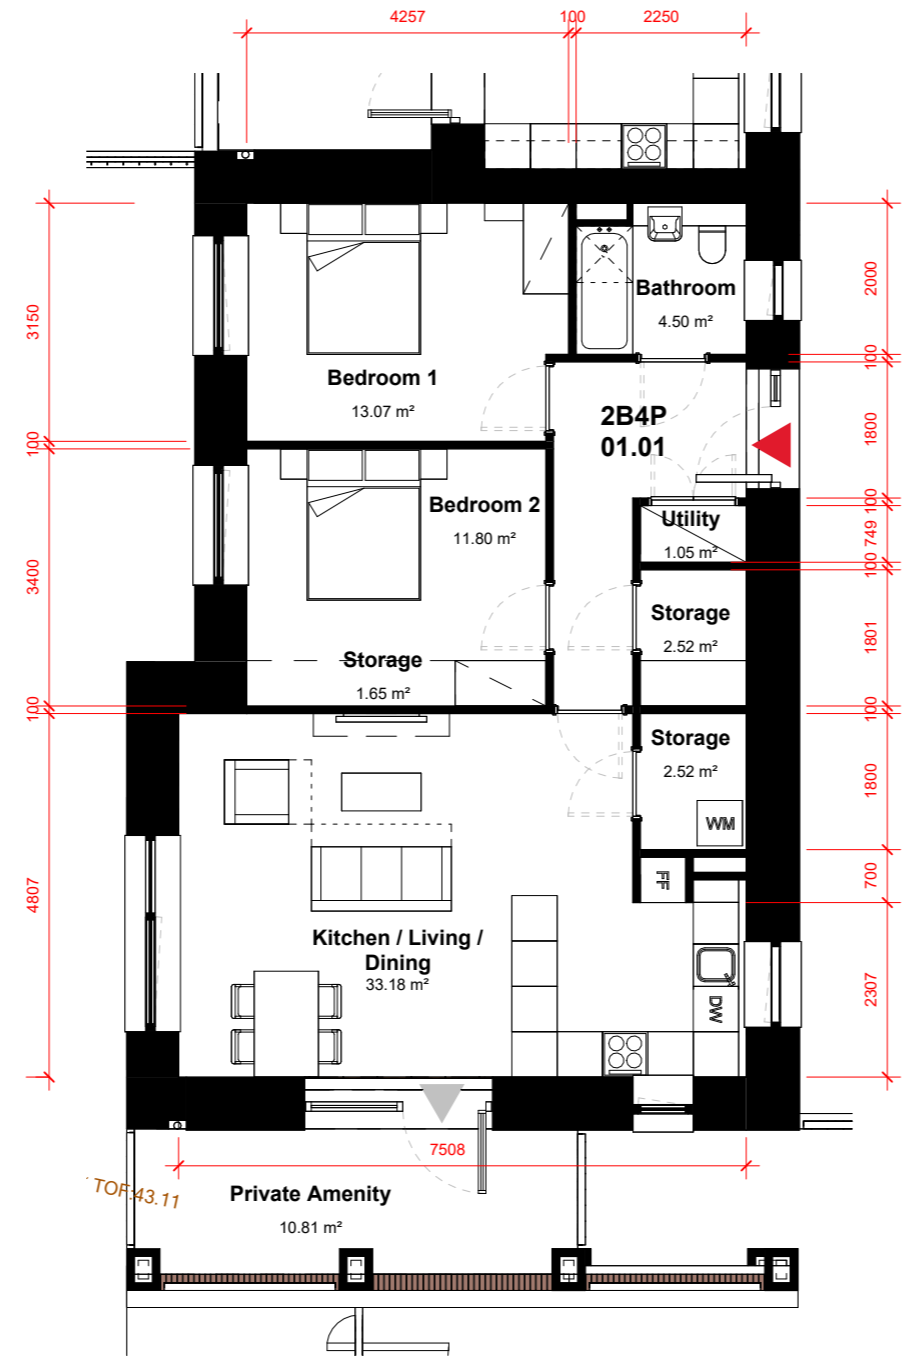 4257
100
2250
3150
100
3400
100
4807
2000
100
1800
100
749
100
1801
100
1800
700
2307
Bathroom
4.50 m²
Bedroom 1
13.07 m²
2B4P
01.01
Bedroom 2
11.80 m²
Utility
1.05 m²
Storage
2.52 m²
Storage
1.65 m²
Storage
2.52 m²
WM
FF
Kitchen / Living /
Dining
33.18 m²
DW
7508
TOF:43.11
Private Amenity
10.81 m²